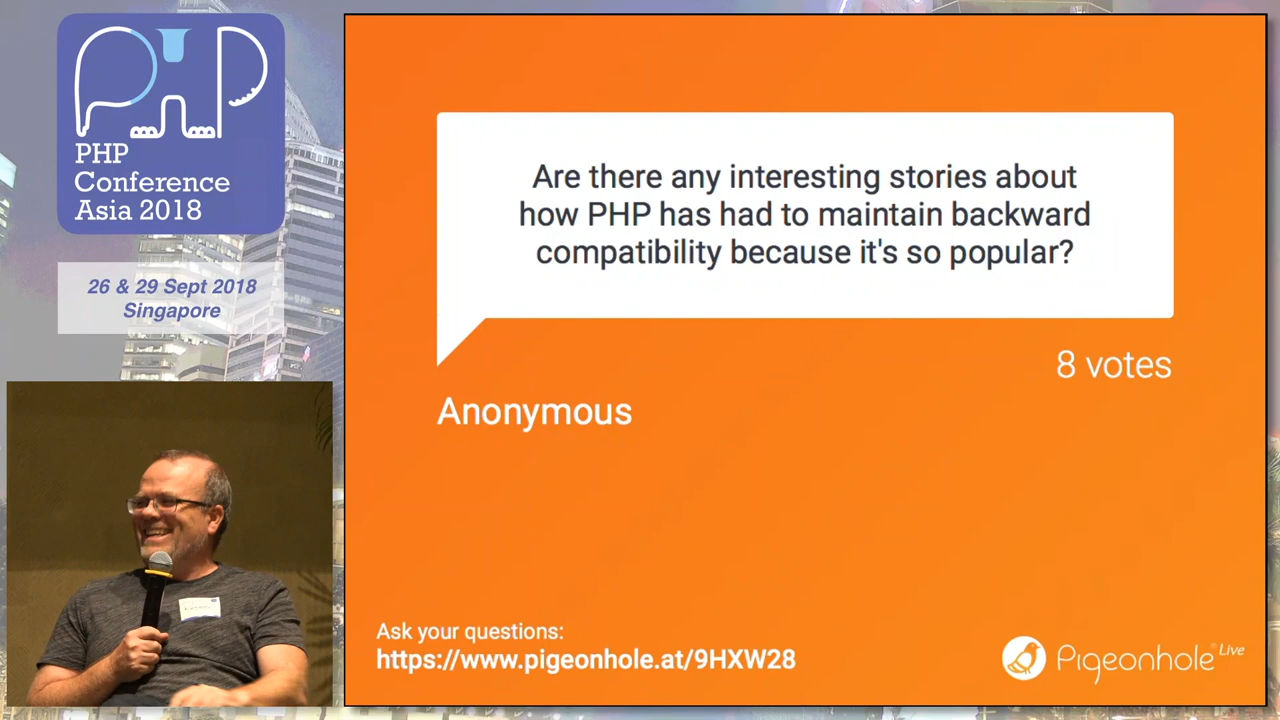 PHP
PHP
Conference
Asia 2018
26 & 29 Sept 2018
Singapore
Are there any interesting stories about
how PHP has had to maintain backward
compatibility because it's so popular?
8 votes
Anonymous
Ask your questions:
https://www.pigeonhole.at/9HXW28
Pigeonhole Live